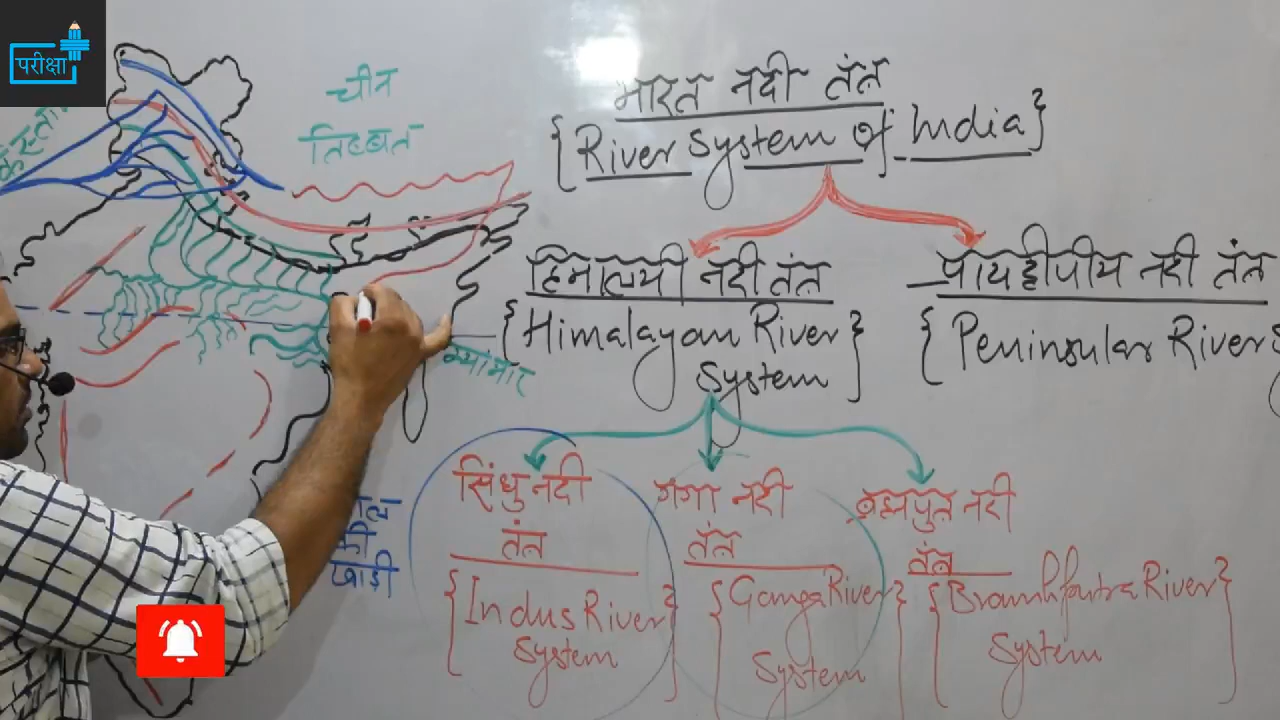 परीक्षा
चीन
तिब्बत
भारत नदी तंत्र
{River System of India}
हिमालयी नदी तंत्र
{Himalayan River
System}
प्रायद्वीपीय नदी तंत्र
{Peninsular River S
म्यांमार
सिंधु नदी
तंत्र
{Indus River
System}
गंगा नदी
तंत्र
{Ganga River
System}
ब्रह्मपुत्र नदी
तंत्र
{Bramhputra River
System}
की
खाड़ी